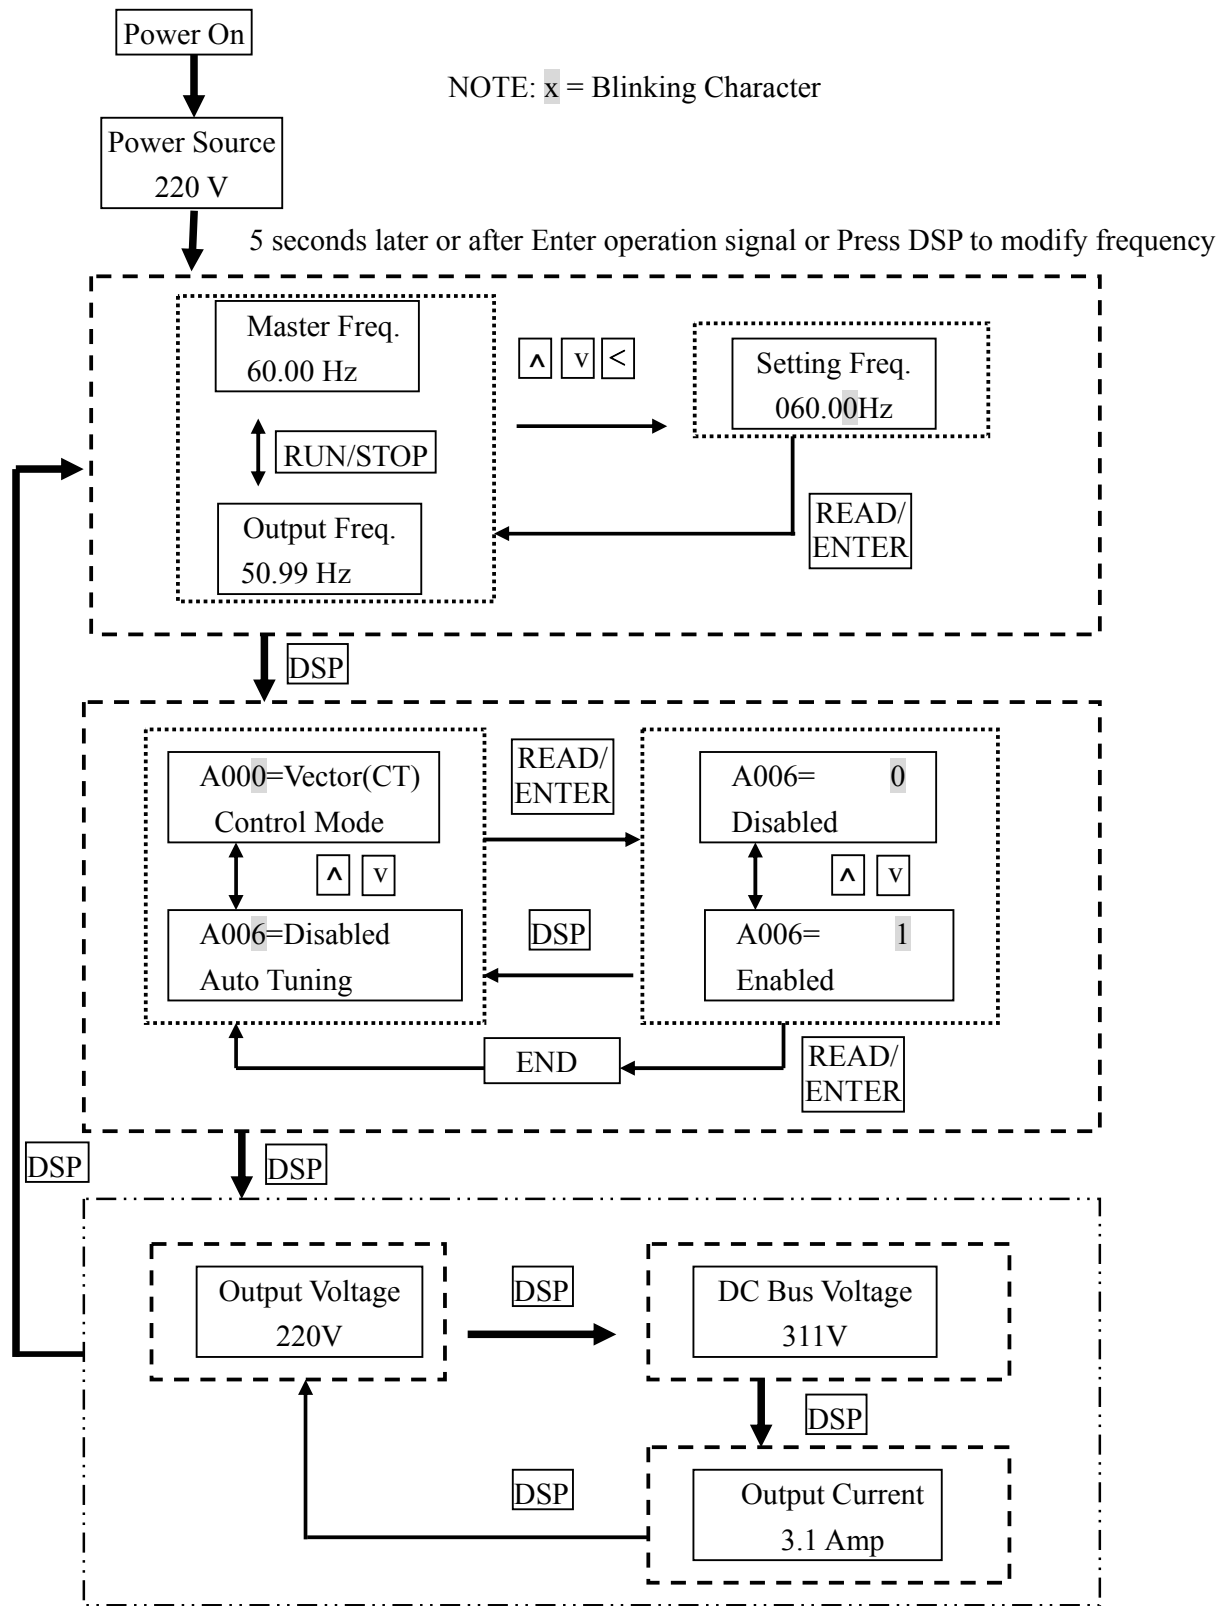 Power On
NOTE: x = Blinking Character
Power Source
220 V
5 seconds later or after Enter operation signal or Press DSP to modify frequency
Master Freq.
60.00 Hz
^ v <
Setting Freq.
060.00Hz
RUN/STOP
Output Freq.
50.99 Hz
READ/
ENTER
DSP
A000=Vector(CT)
Control Mode
^ v
A006=Disabled
Auto Tuning
READ/
ENTER
DSP
A006= 0
Disabled
^ v
A006= 1
Enabled
END
READ/
ENTER
DSP
DSP
Output Voltage
220V
DSP
DC Bus Voltage
311V
DSP
DSP
Output Current
3.1 Amp